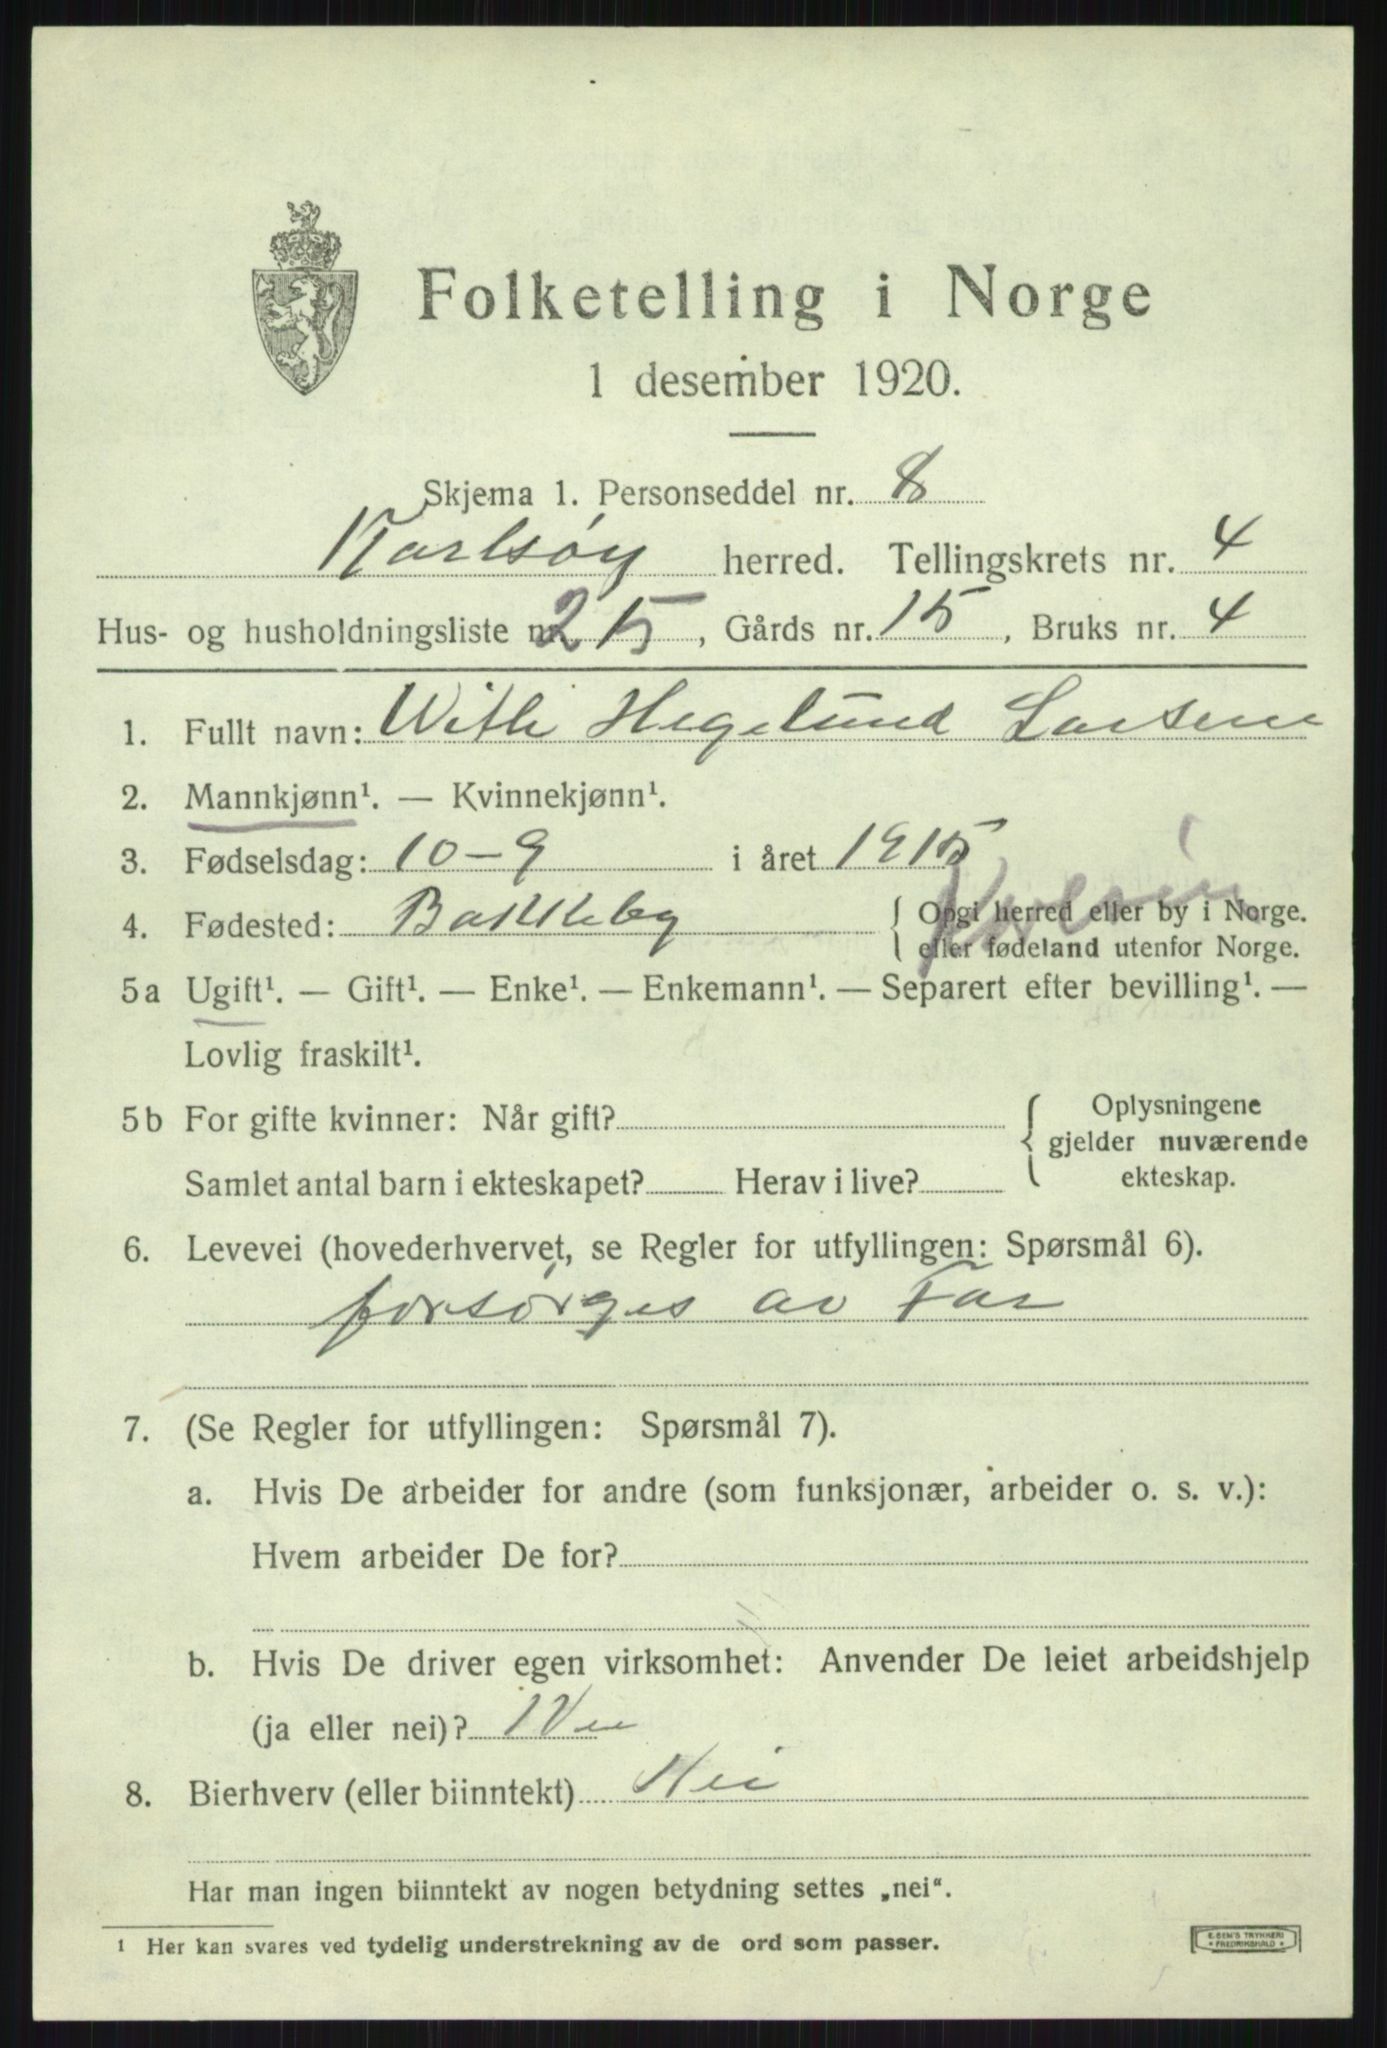 Folketelling i Norge
1 desember 1920.
Skjema 1. Personseddel nr. 8
Karlsöy herred. Tellingskrets nr. 4
Hus- og husholdningsliste nr. 25, Gårds nr. 15, Bruks nr. 4
1. Fullt navn: Hegelund Larsen
2. Mannkjønn¹. — Kvinnekjønn¹.
3. Fødselsdag: 10-9 i året 1915
4. Fødested: Bakkeby { Opgi herred eller by i Norge.
eller fødeland utenfor Norge.
5a Ugift¹. — Gift¹. — Enke¹. — Enkemann¹. — Separert efter bevilling¹. —
Lovlig fraskilt¹.
5b For gifte kvinner: Når gift? { Oplysningene
gjelder nuværende
Samlet antal barn i ekteskapet? Herav i live? ekteskap.
6. Levevei (hovederhvervet, se Regler for utfyllingen: Spørsmål 6).
forsörges av Far
7. (Se Regler for utfyllingen: Spørsmål 7).
a. Hvis De arbeider for andre (som funksjonær, arbeider o. s. v.):
Hvem arbeider De for?
b. Hvis De driver egen virksomhet: Anvender De leiet arbeidshjelp
(ja eller nei)? Nei
8. Bierhverv (eller biinntekt) Nei
Har man ingen biinntekt av nogen betydning settes „nei".
¹ Her kan svares ved tydelig understrekning av de ord som passer.
E. SEM'S TRYKKERI
FREDRIKSHALD